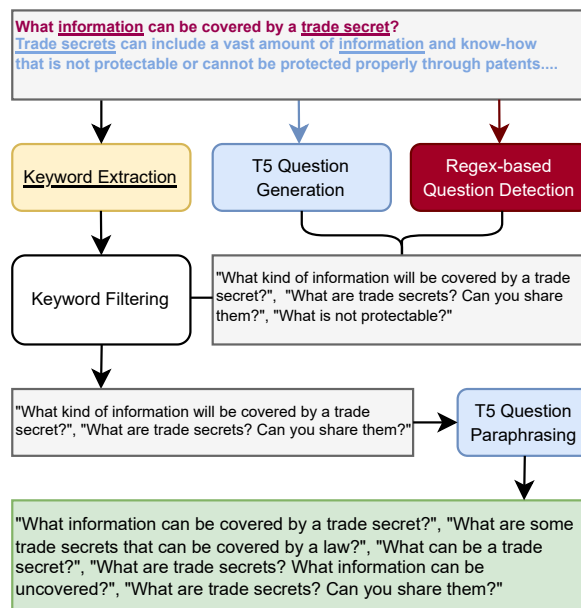 What information can be covered by a trade secret?
Trade secrets can include a vast amount of information and know-how
that is not protectable or cannot be protected properly through patents....
Keyword Extraction
T5 Question
Generation
Regex-based
Question Detection
Keyword Filtering
"What kind of information will be covered by a trade
secret?", "What are trade secrets? Can you share
them?", "What is not protectable?"
"What kind of information will be covered by a trade
secret?", "What are trade secrets? Can you share them?"
T5 Question
Paraphrasing
"What information can be covered by a trade secret?", "What are some
trade secrets that can be covered by a law?", "What can be a trade
secret?", "What are trade secrets? What information can be
uncovered?", "What are trade secrets? Can you share them?"